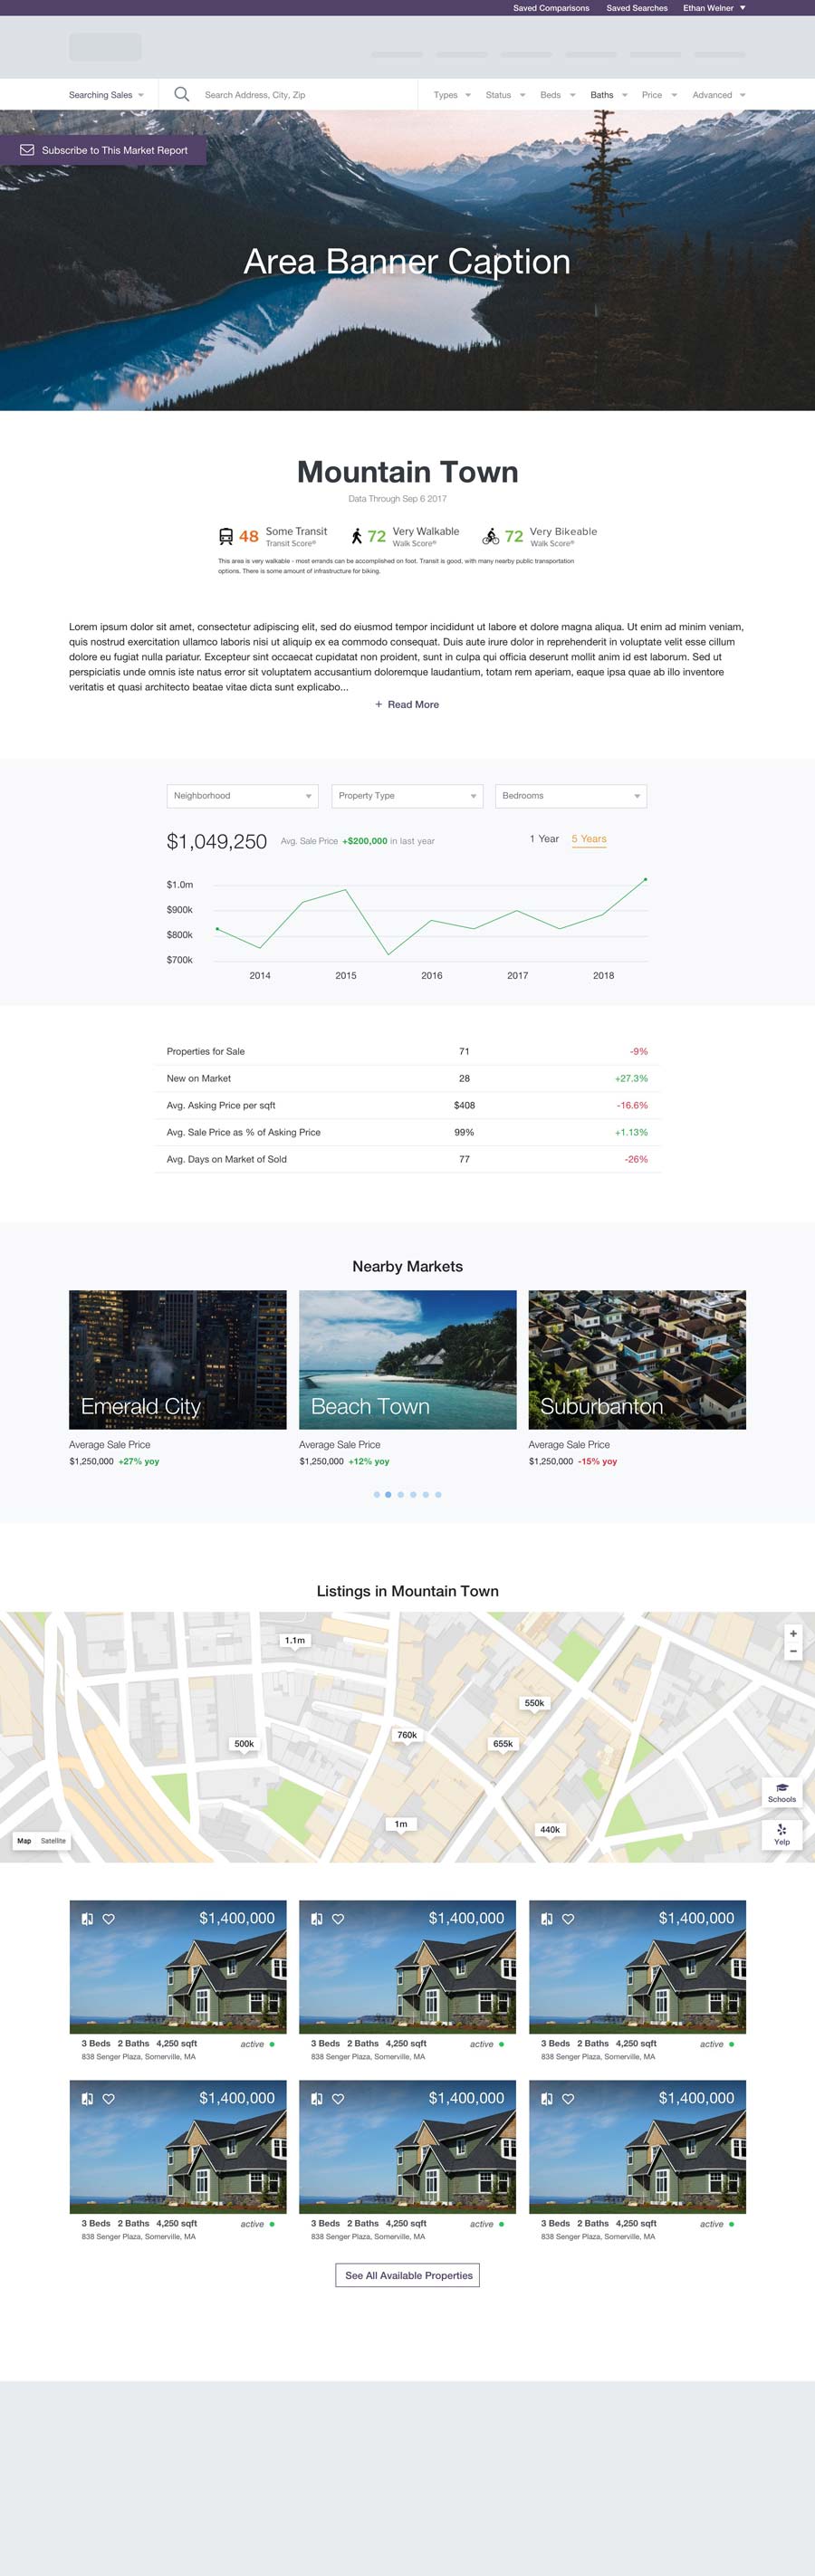 Saved Comparisons Saved Searches Ethan Welner
Searching Sales Search Address, City, Zip Types Status Beds Baths Price Advanced
Subscribe to This Market Report
Area Banner Caption
Mountain Town
Data Through Sep 6 2017
48 Some Transit 72 Very Walkable 72 Very Bikeable
Transit Score® Walk Score® Walk Score®
This area is very walkable - most errands can be accomplished on foot. Transit is good, with many nearby public transportation
options. There is some amount of infrastructure for biking.
Lorem ipsum dolor sit amet, consectetur adipiscing elit, sed do eiusmod tempor incididunt ut labore et dolore magna aliqua. Ut enim ad minim veniam,
quis nostrud exercitation ullamco laboris nisi ut aliquip ex ea commodo consequat. Duis aute irure dolor in reprehenderit in voluptate velit esse cillum
dolore eu fugiat nulla pariatur. Excepteur sint occaecat cupidatat non proident, sunt in culpa qui officia deserunt mollit anim id est laborum. Sed ut
perspiciatis unde omnis iste natus error sit voluptatem accusantium doloremque laudantium, totam rem aperiam, eaque ipsa quae ab illo inventore
veritatis et quasi architecto beatae vitae dicta sunt explicabo...
+ Read More
Neighborhood Property Type Bedrooms
$1,049,250 Avg. Sale Price +$200,000 in last year 1 Year 5 Years
$1.0m
$900k
$800k
$700k
2014 2015 2016 2017 2018
Properties for Sale 71 -9%
New on Market 28 +27.3%
Avg. Asking Price per sqft $408 -16.6%
Avg. Sale Price as % of Asking Price 99% +1.13%
Avg. Days on Market of Sold 77 -26%
Nearby Markets
Emerald City Beach Town Suburbanton
Average Sale Price Average Sale Price Average Sale Price
$1,250,000 +27% yoy $1,250,000 +12% yoy $1,250,000 -15% yoy
Listings in Mountain Town
1.1m
+
−
550k
760k
500k 655k
Schools
1m
440k
Map Satellite Yelp
$1,400,000 $1,400,000 $1,400,000
3 Beds 2 Baths 4,250 sqft active 3 Beds 2 Baths 4,250 sqft active 3 Beds 2 Baths 4,250 sqft active
838 Senger Plaza, Somerville, MA 838 Senger Plaza, Somerville, MA 838 Senger Plaza, Somerville, MA
$1,400,000 $1,400,000 $1,400,000
3 Beds 2 Baths 4,250 sqft active 3 Beds 2 Baths 4,250 sqft active 3 Beds 2 Baths 4,250 sqft active
838 Senger Plaza, Somerville, MA 838 Senger Plaza, Somerville, MA 838 Senger Plaza, Somerville, MA
See All Available Properties